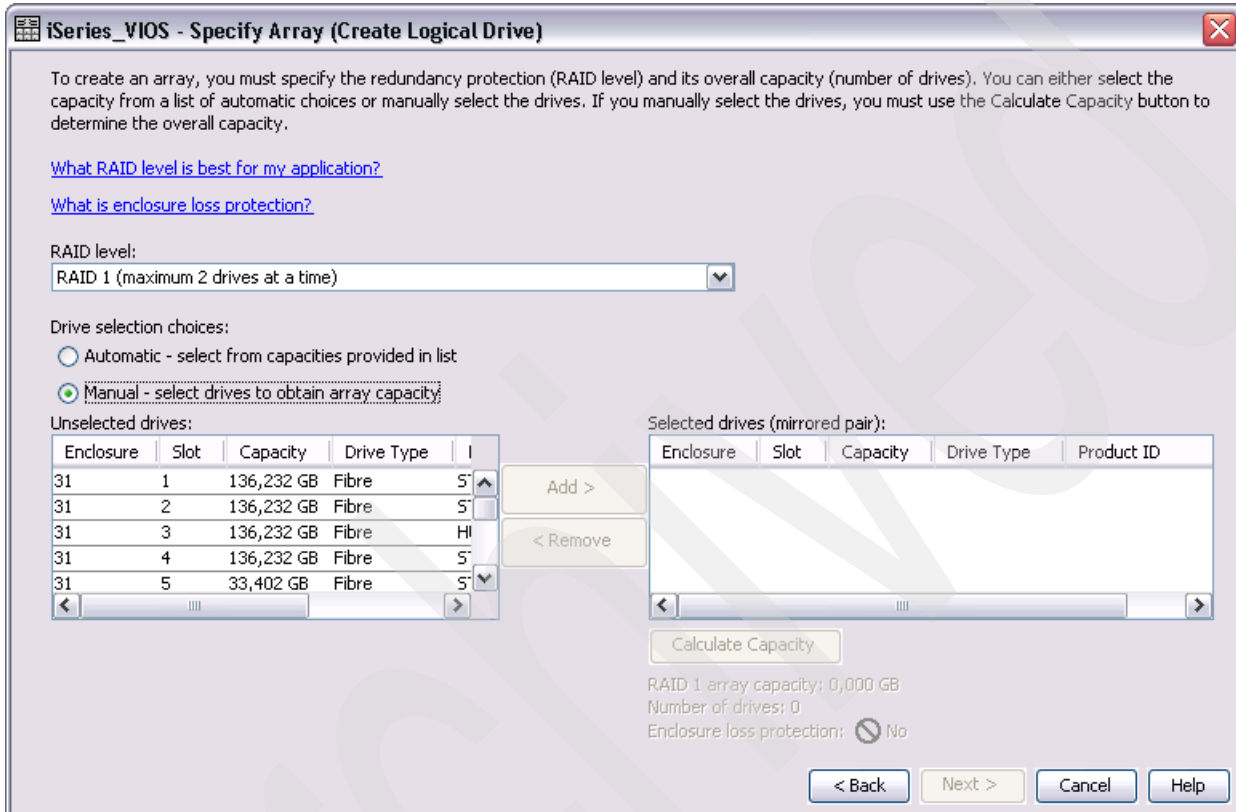 iSeries_VIOS - Specify Array (Create Logical Drive)
To create an array, you must specify the redundancy protection (RAID level) and its overall capacity (number of drives). You can either select the
capacity from a list of automatic choices or manually select the drives. If you manually select the drives, you must use the Calculate Capacity button to
determine the overall capacity.
What RAID level is best for my application?
What is enclosure loss protection?
RAID level:
RAID 1 (maximum 2 drives at a time)
Drive selection choices:
Automatic - select from capacities provided in list
Manual - select drives to obtain array capacity
Unselected drives:
Enclosure Slot Capacity Drive Type
31 1 136,232 GB Fibre ST
31 2 136,232 GB Fibre ST
31 3 136,232 GB Fibre HU
31 4 136,232 GB Fibre ST
31 5 33,402 GB Fibre ST
Add >
< Remove
Selected drives (mirrored pair):
Enclosure Slot Capacity Drive Type Product ID
Calculate Capacity
RAID 1 array capacity: 0,000 GB
Number of drives: 0
Enclosure loss protection: No
< Back Next > Cancel Help